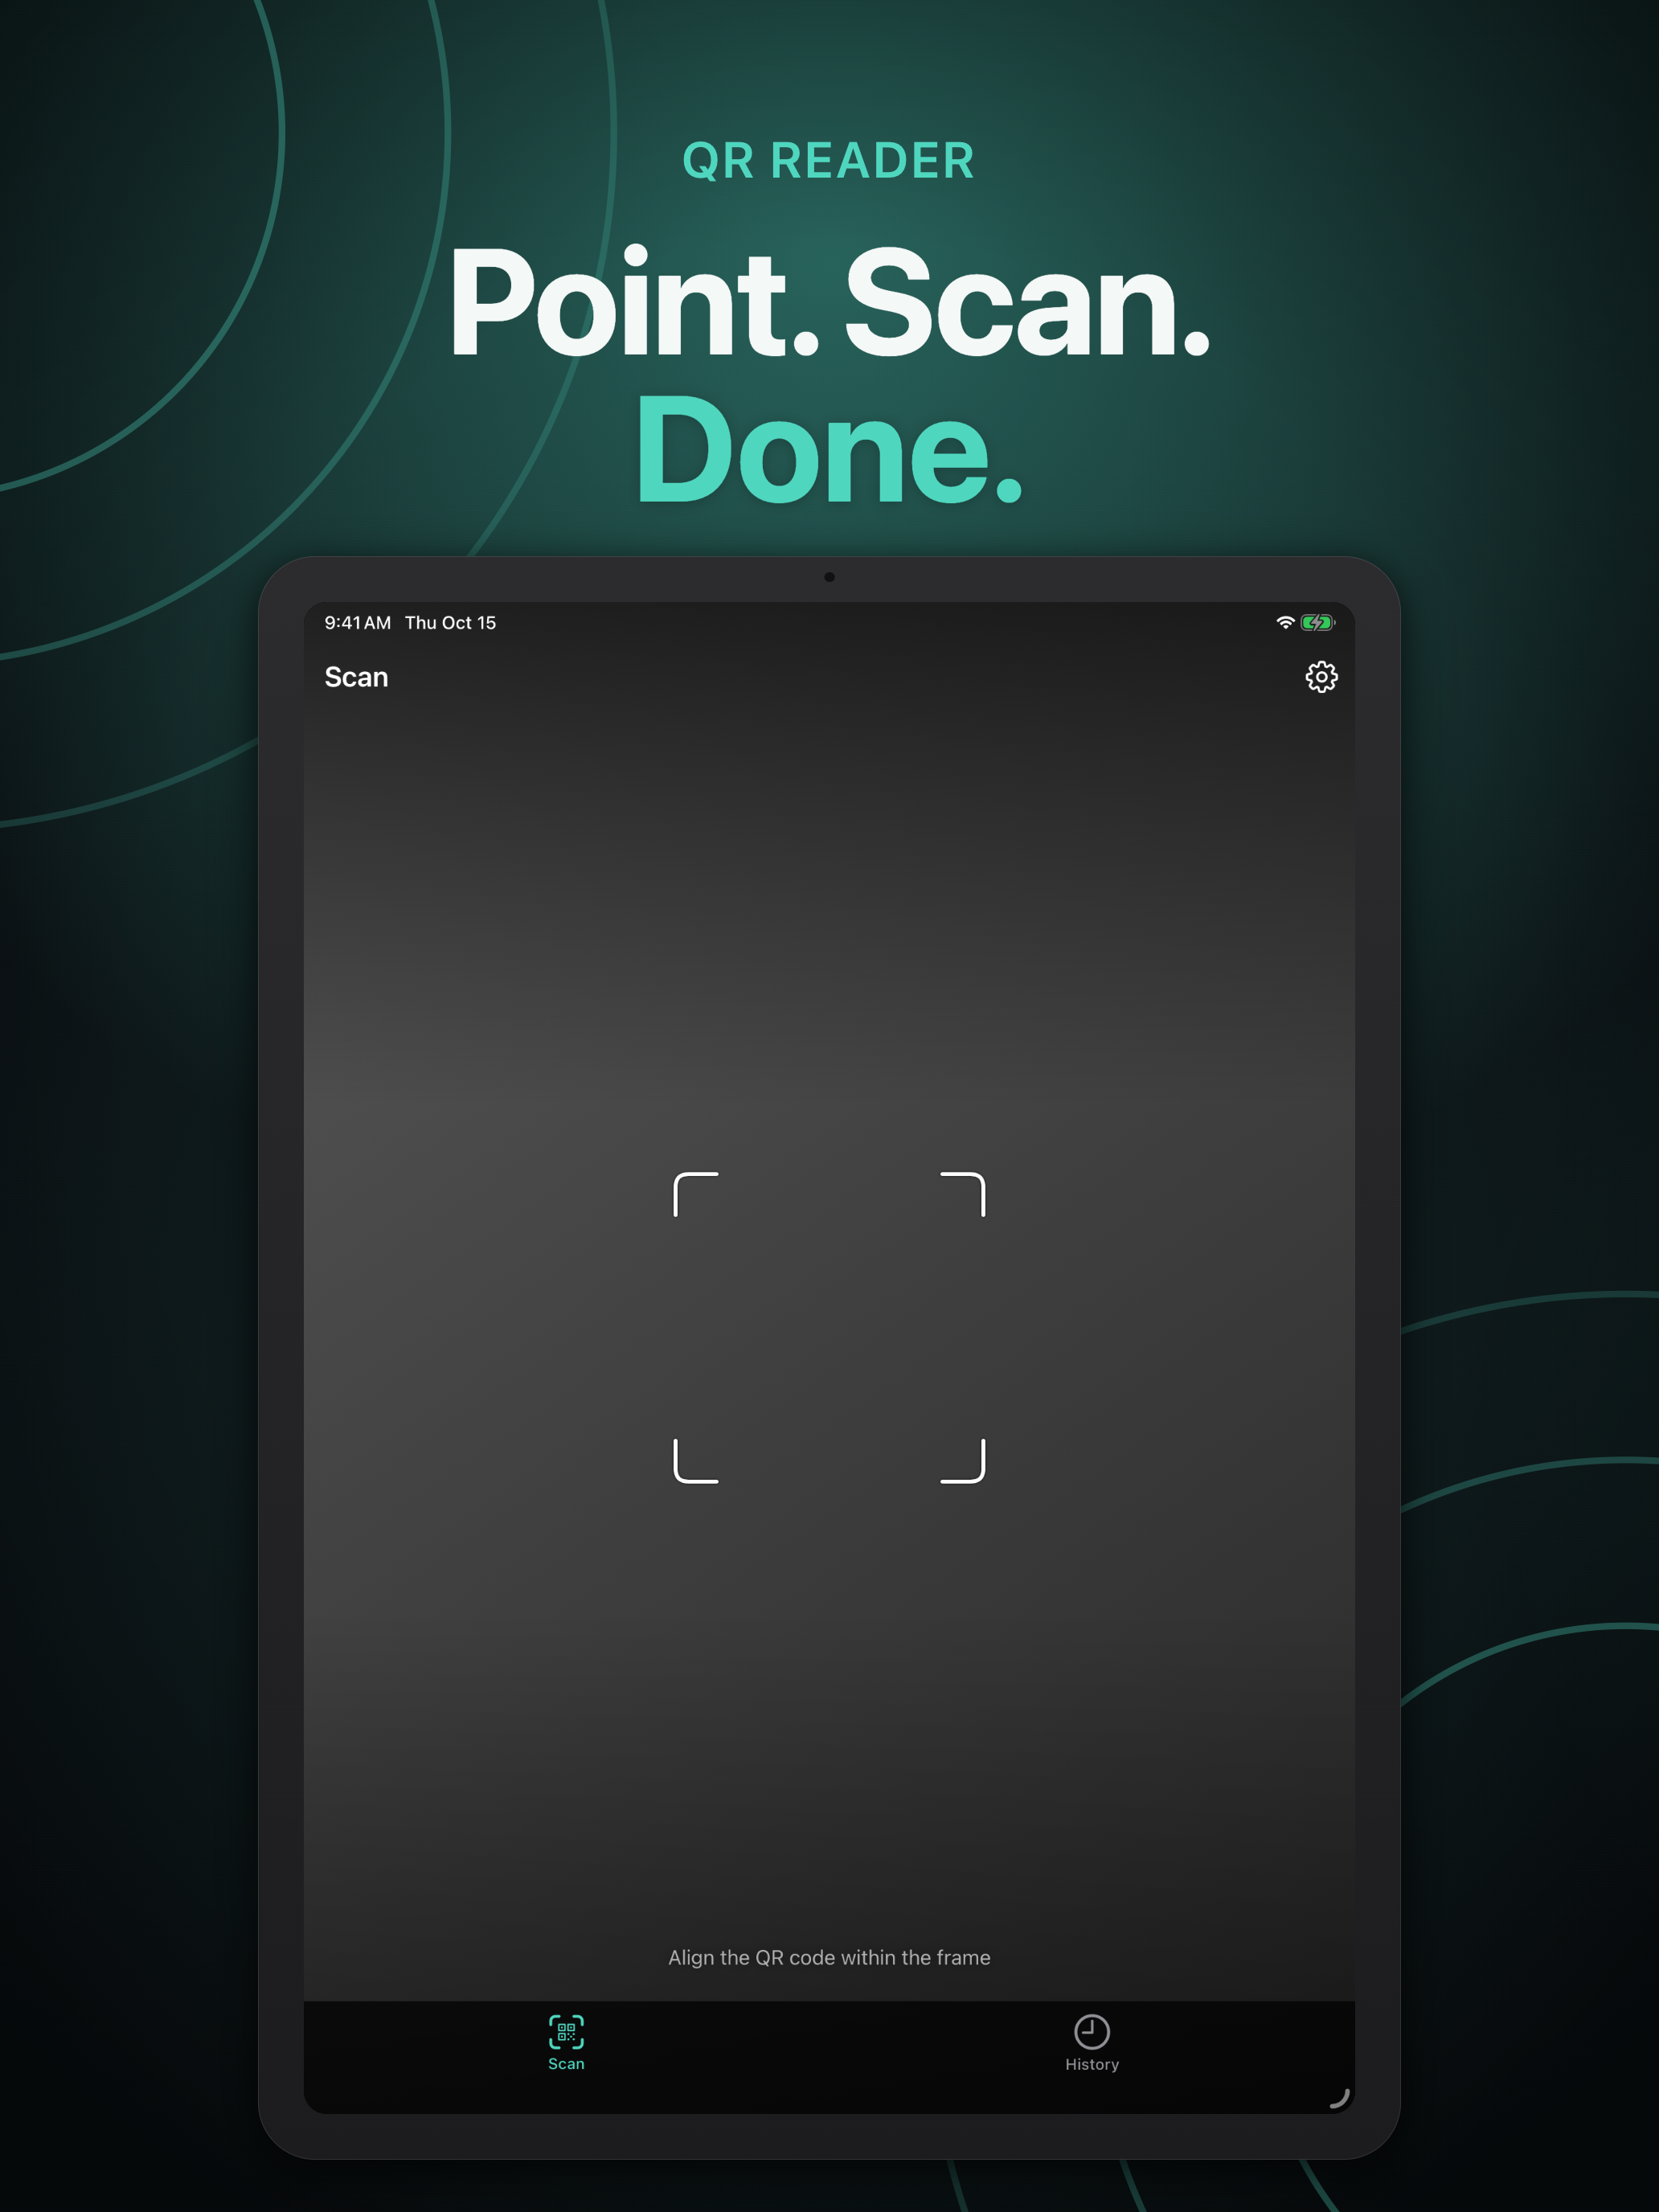 QR READER
Point. Scan.
Done.
9:41 AM Thu Oct 15
Scan
Align the QR code within the frame
Scan
History